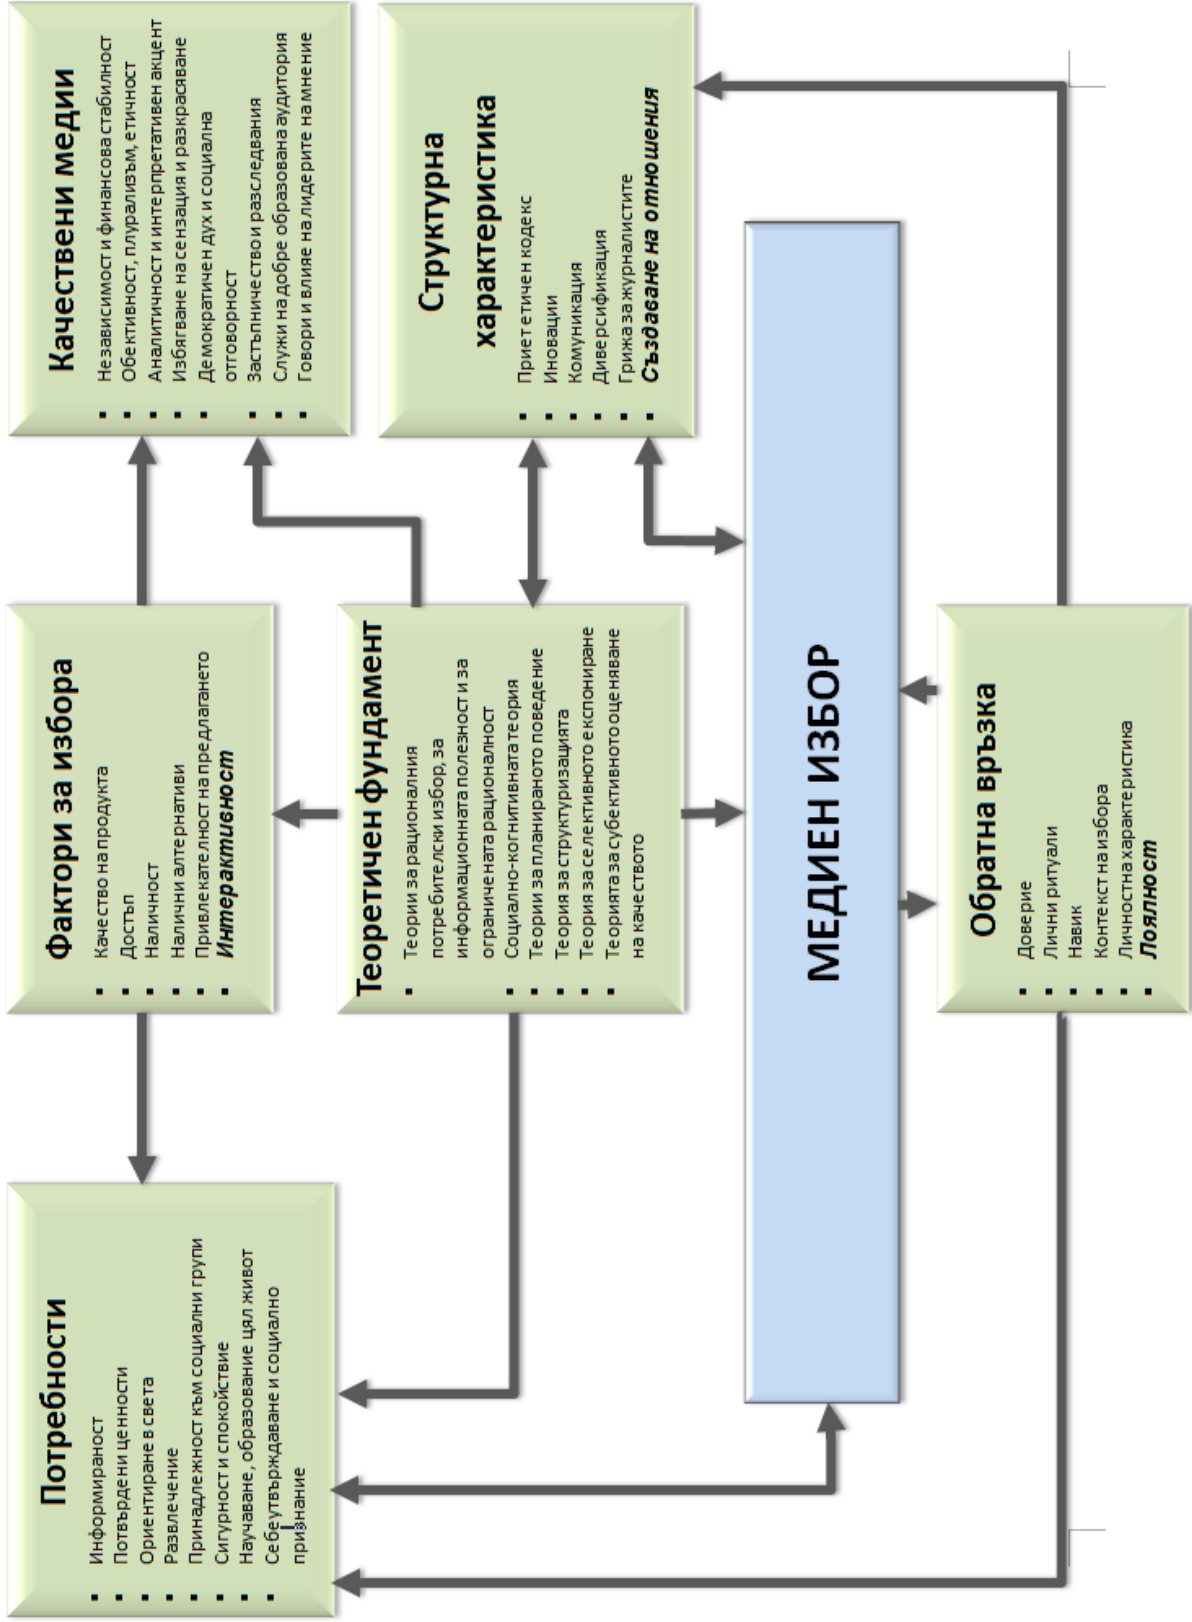 Потребности
Информираност
Потвърдени ценности
Ориентиране в света
Развлечение
Принадлежност към социални групи
Сигурност и спокойствие
Научаване, образование цял живот
Себеутвърждаване и социално
признание
Фактори за избора
Качество на продукта
Достъп
Наличност
Налични алтернативи
Привлекателност на предлагането
Интерактивност
Качествени медии
Независимост и финансова стабилност
Обективност, плурализъм, етичност
Аналитичност и интерпретативен акцент
Избягване на сензация и разкрасяване
Демократичен дух и социална
отговорност
Застъпничество и разследвания
Служи на добре образована аудитория
Говори и влияе на лидерите на мнение
Теоретичен фундамент
Теории за рационалния
потребителски избор, за
информационната полезност и за
ограничената рационалност
Социално-когнитивната теория
Теории за планираното поведение
Теория за структуризацията
Теория за селективното експониране
Теорията за субективното оценяване
на качеството
Структурна
характеристика
Приет етичен кодекс
Иновации
Комуникация
Диверсификация
Грижа за журналистите
Създаване на отношения
МЕДИЕН ИЗБОР
Обратна връзка
Доверие
Лични ритуали
Навик
Контекст на избора
Личностна характеристика
Лоялност